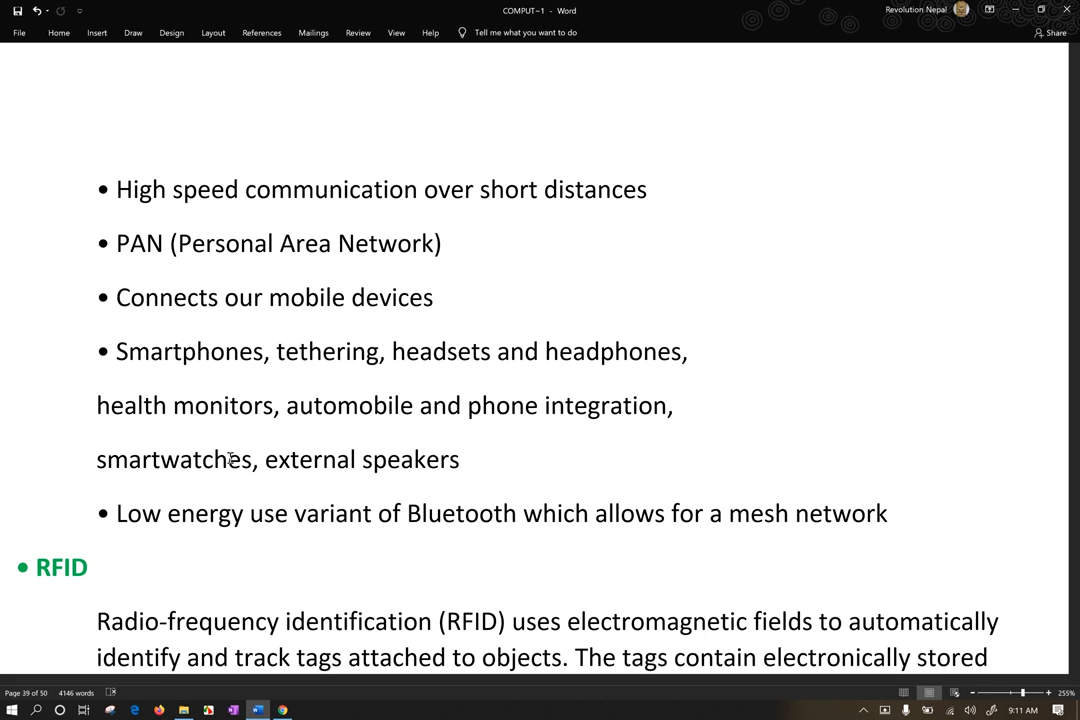 COMPUT~1 - Word
Revolution Nepal
File Home Insert Draw Design Layout References Mailings Review View Help Tell me what you want to do Share
• High speed communication over short distances
• PAN (Personal Area Network)
• Connects our mobile devices
• Smartphones, tethering, headsets and headphones,
health monitors, automobile and phone integration,
smartwatches, external speakers
• Low energy use variant of Bluetooth which allows for a mesh network
• RFID
Radio-frequency identification (RFID) uses electromagnetic fields to automatically
identify and track tags attached to objects. The tags contain electronically stored
Page 39 of 50 4146 words 255%
9:11 AM